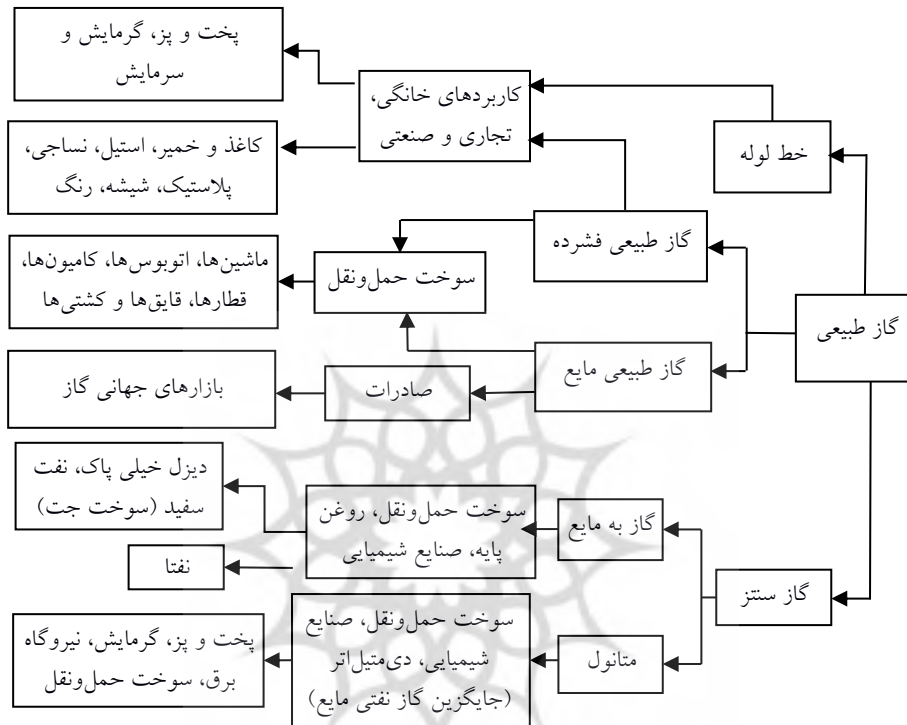 گاز طبیعی
خط لوله
کاربردهای خانگی،
تجاری و صنعتی
پخت و پز، گرمایش و
سرمایش
کاغذ و خمیر، استیل، نساجی،
پلاستیک، شیشه، رنگ
گاز طبیعی فشرده
سوخت حمل‌ونقل
ماشین‌ها، اتوبوس‌ها، کامیون‌ها،
قطارها، قایق‌ها و کشتی‌ها
گاز طبیعی مایع
صادرات
بازارهای جهانی گاز
گاز سنتز
گاز به مایع
سوخت حمل‌ونقل، روغن
پایه، صنایع شیمیایی
دیزل خیلی پاک، نفت
سفید (سوخت جت)
نفتا
متانول
سوخت حمل‌ونقل، صنایع
شیمیایی، دی‌متیل‌اتر
(جایگزین گاز نفتی مایع)
پخت و پز، گرمایش، نیروگاه
برق، سوخت حمل‌ونقل